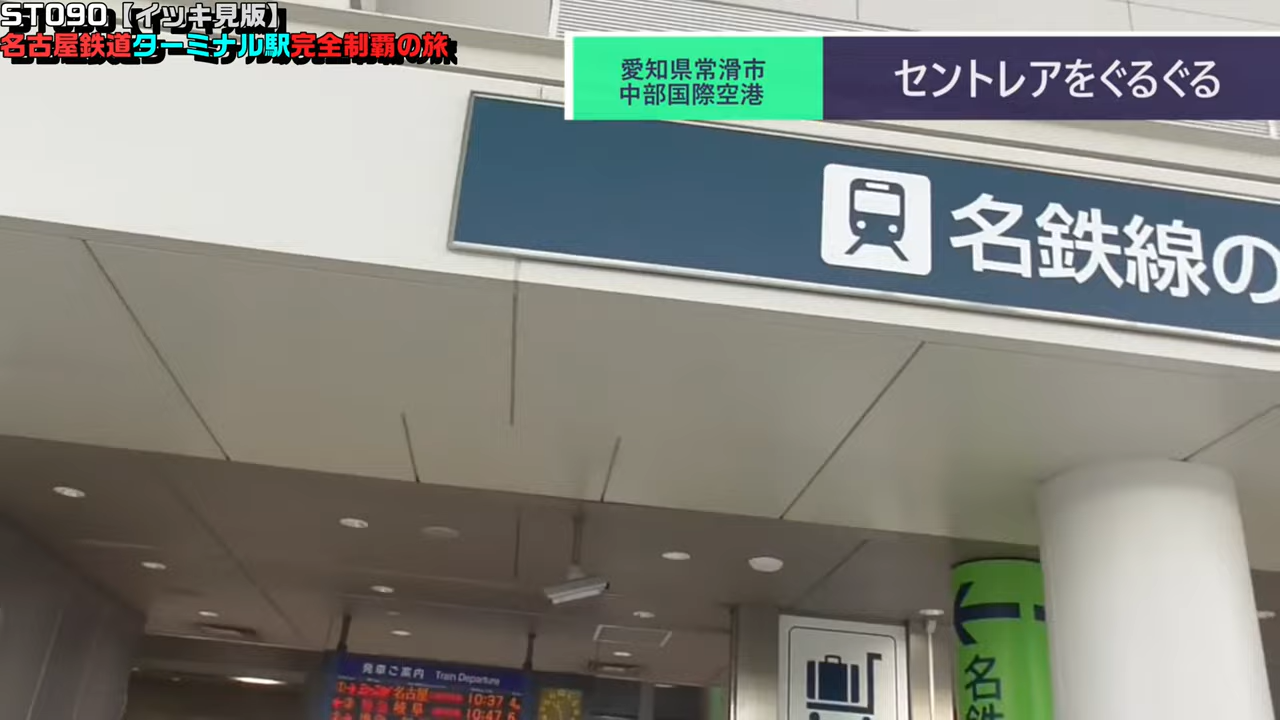 ST090【イッキ見版】
名古屋鉄道ターミナル駅完全制覇の旅
愛知県常滑市
中部国際空港
セントレアをぐるぐる
名鉄線の
発車ご案内 Train Departure
名古屋 10:37 4
岐阜 10:47 6
名鉄